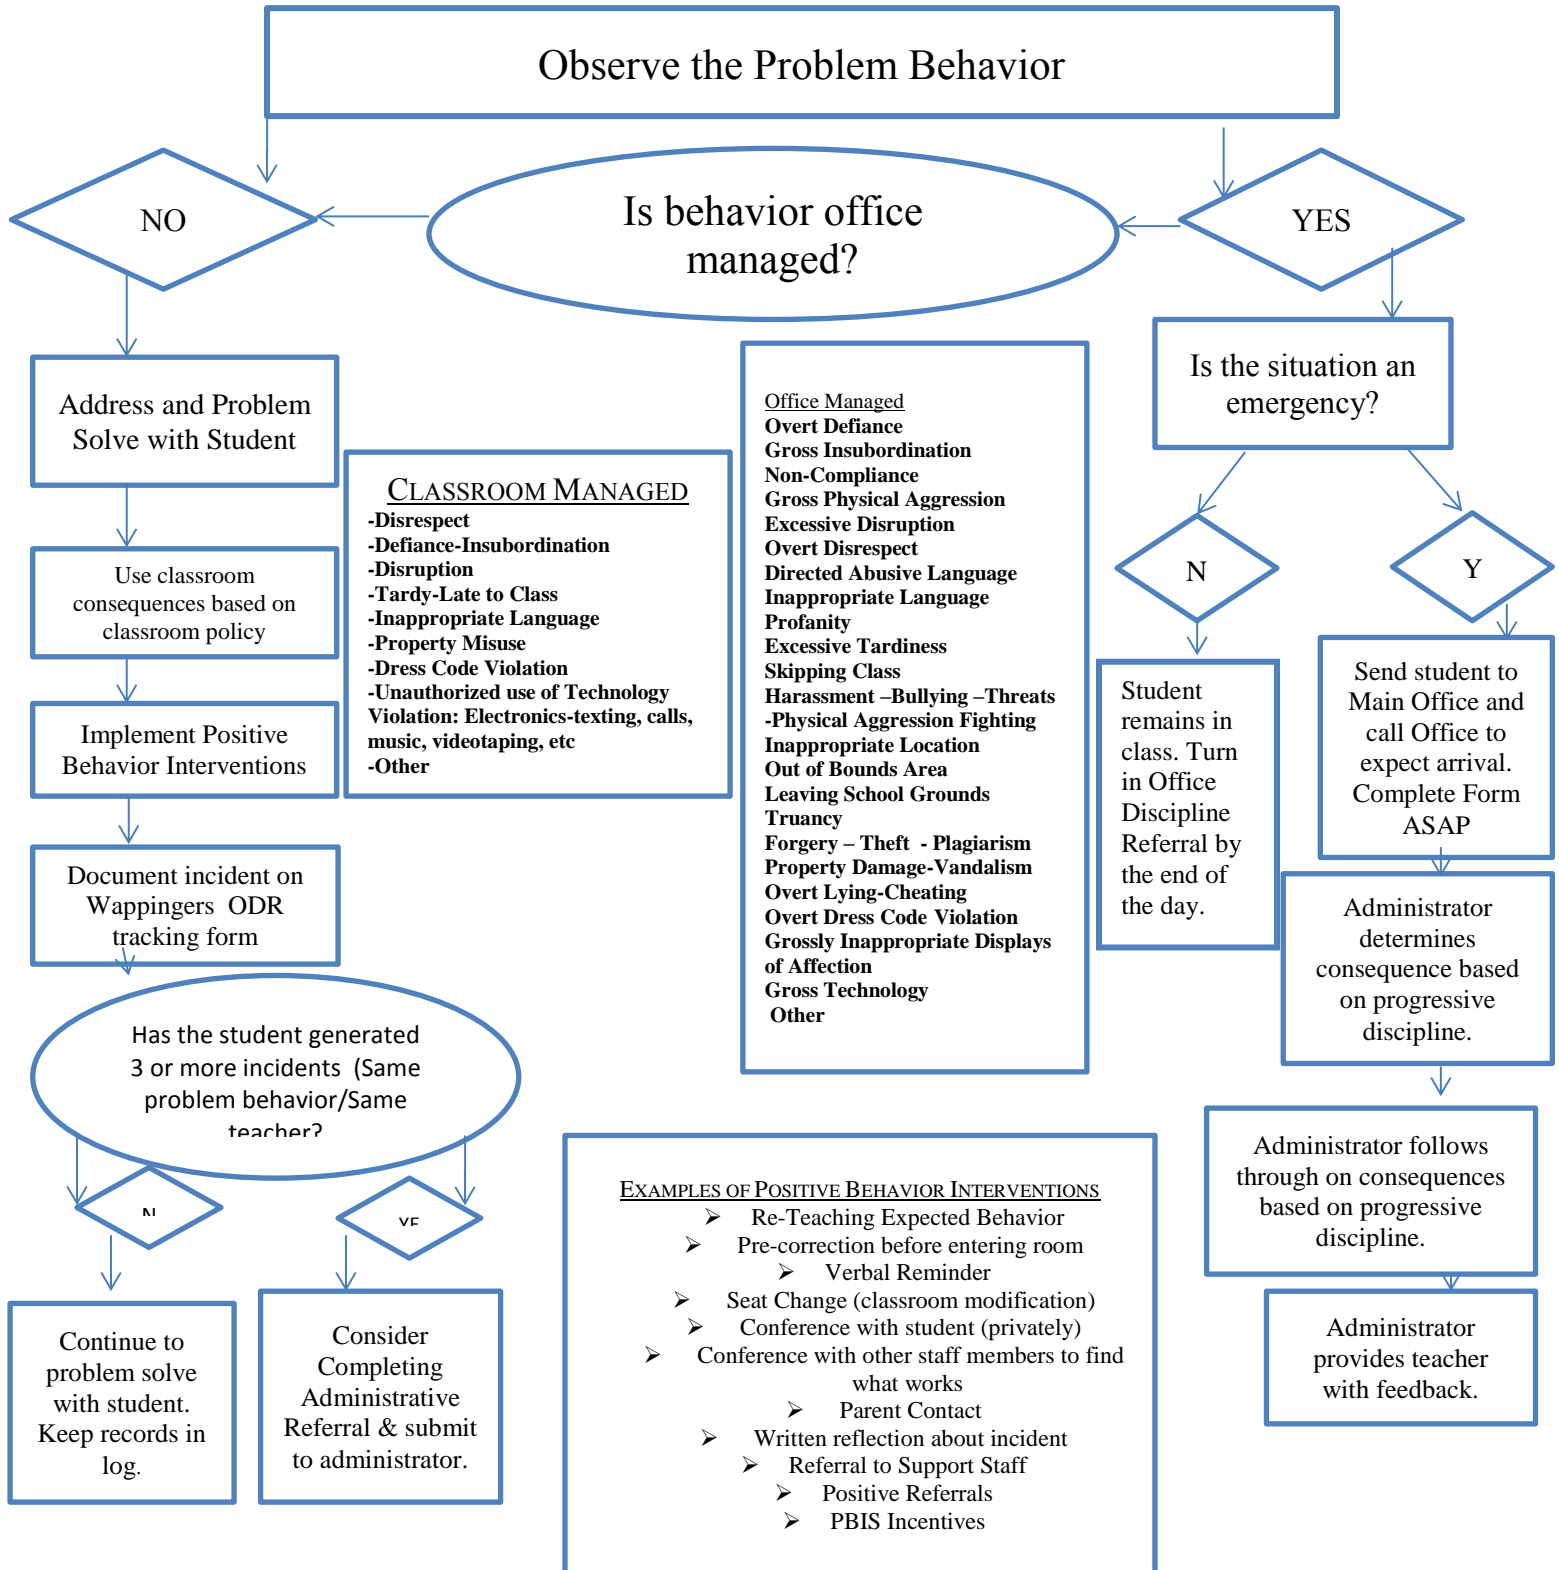 Observe the Problem Behavior
NO
Is behavior office
managed?
YES
Address and Problem
Solve with Student
Use classroom
consequences based on
classroom policy
Implement Positive
Behavior Interventions
Document incident on
Wappingers ODR
tracking form
Has the student generated
3 or more incidents (Same
problem behavior/Same
teacher?
Continue to
problem solve
with student.
Keep records in
log.
Consider
Completing
Administrative
Referral & submit
to administrator.
CLASSROOM MANAGED
-Disrespect
-Defiance-Insubordination
-Disruption
-Tardy-Late to Class
-Inappropriate Language
-Property Misuse
-Dress Code Violation
-Unauthorized use of Technology
Violation: Electronics-texting, calls,
music, videotaping, etc
-Other
Office Managed
Overt Defiance
Gross Insubordination
Non-Compliance
Gross Physical Aggression
Excessive Disruption
Overt Disrespect
Directed Abusive Language
Inappropriate Language
Profanity
Excessive Tardiness
Skipping Class
Harassment –Bullying –Threats
-Physical Aggression Fighting
Inappropriate Location
Out of Bounds Area
Leaving School Grounds
Truancy
Forgery – Theft - Plagiarism
Property Damage-Vandalism
Overt Lying-Cheating
Overt Dress Code Violation
Grossly Inappropriate Displays
of Affection
Gross Technology
Other
EXAMPLES OF POSITIVE BEHAVIOR INTERVENTIONS
➢ Re-Teaching Expected Behavior
➢ Pre-correction before entering room
➢ Verbal Reminder
➢ Seat Change (classroom modification)
➢ Conference with student (privately)
➢ Conference with other staff members to find
what works
➢ Parent Contact
➢ Written reflection about incident
➢ Referral to Support Staff
➢ Positive Referrals
➢ PBIS Incentives
Is the situation an
emergency?
N
Y
Student
remains in
class. Turn
in Office
Discipline
Referral by
the end of
the day.
Send student to
Main Office and
call Office to
expect arrival.
Complete Form
ASAP
Administrator
determines
consequence based
on progressive
discipline.
Administrator follows
through on consequences
based on progressive
discipline.
Administrator
provides teacher
with feedback.